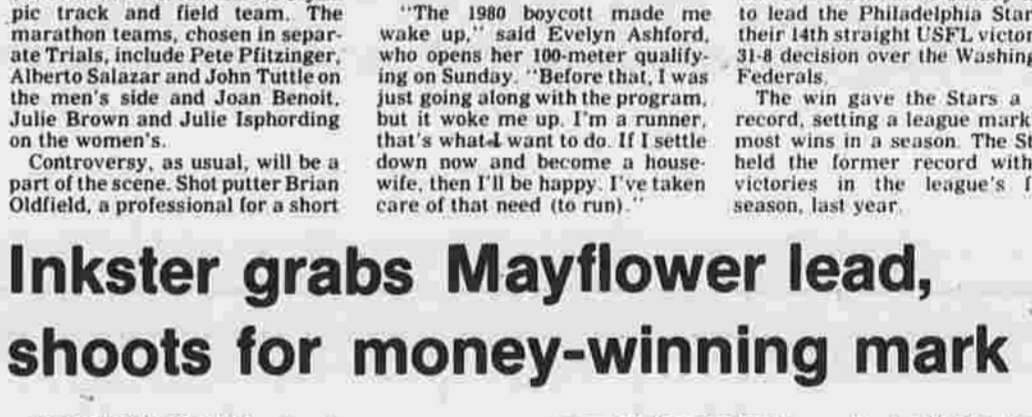 pic track and field team. The
marathon teams, chosen in separ-
ate Trials, include Pete Pfitzinger,
Alberto Salazar and John Tuttle on
the men's side and Joan Benoit,
Julie Brown and Julie Isphording
on the women's.
Controversy, as usual, will be a
part of the scene. Shot putter Brian
Oldfield, a professional for a short
"The 1980 boycott made me
wake up," said Evelyn Ashford,
who opens her 100-meter qualify-
ing on Sunday. "Before that, I was
just going along with the program,
but it woke me up. I'm a runner,
that's what I want to do. If I settle
down now and become a house-
wife, then I'll be happy. I've taken
care of that need (to run)."
to lead the Philadelphia Star
their 14th straight USFL victor
31-8 decision over the Washing
Federals.
The win gave the Stars a
record, setting a league mark
most wins in a season. The St
held the former record with
victories in the league's
season, last year.
Inkster grabs Mayflower lead,
shoots for money-winning mark